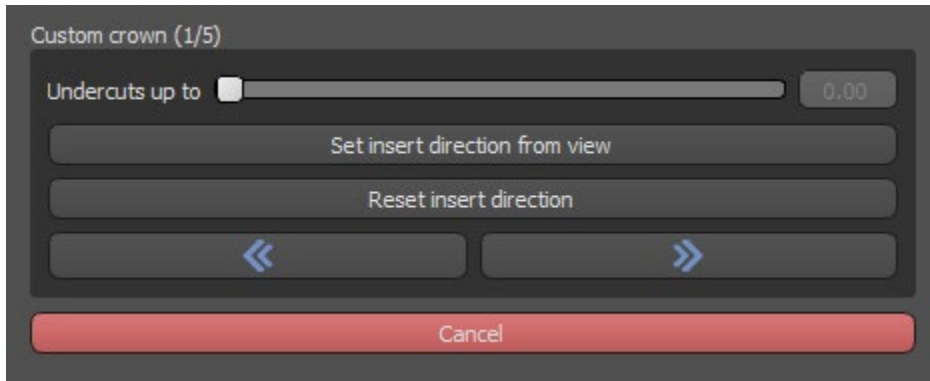 Custom crown (1/5)
Undercuts up to 0.00
Set insert direction from view
Reset insert direction
Cancel